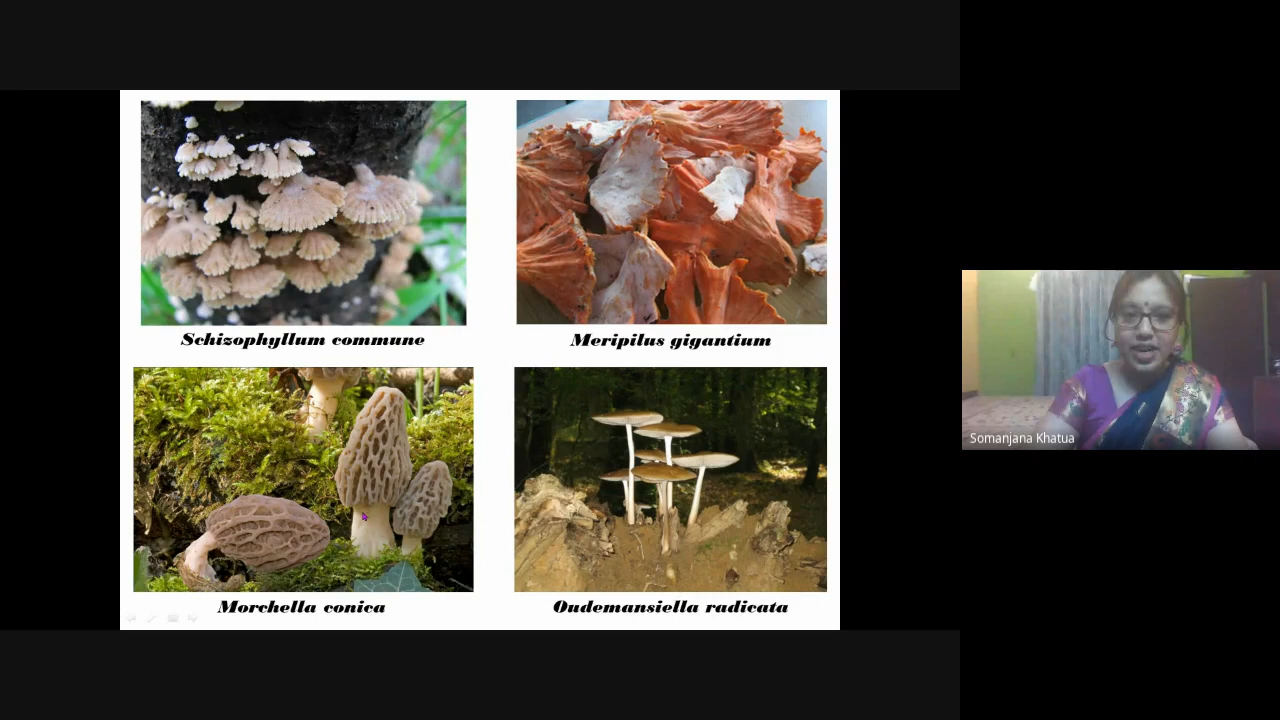 Schizophyllum commune
Meripilus gigantium
Morchella conica
Oudemansiella radicata
Somanjana Khatua